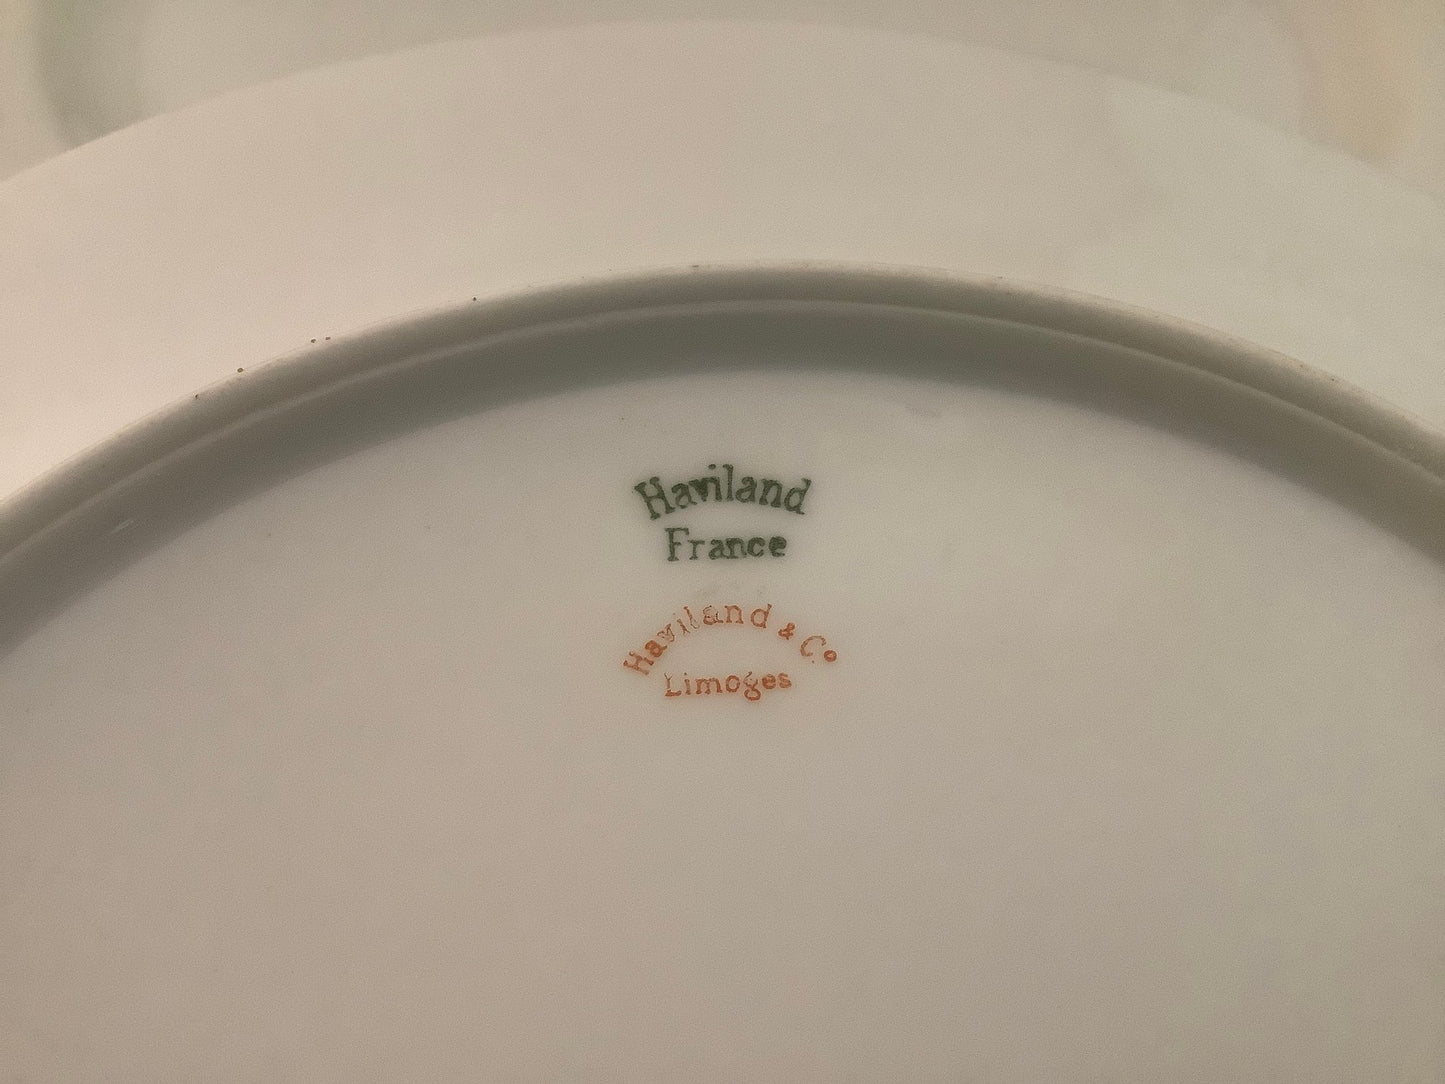 Haviland
France
Haviland & Co
Limoges